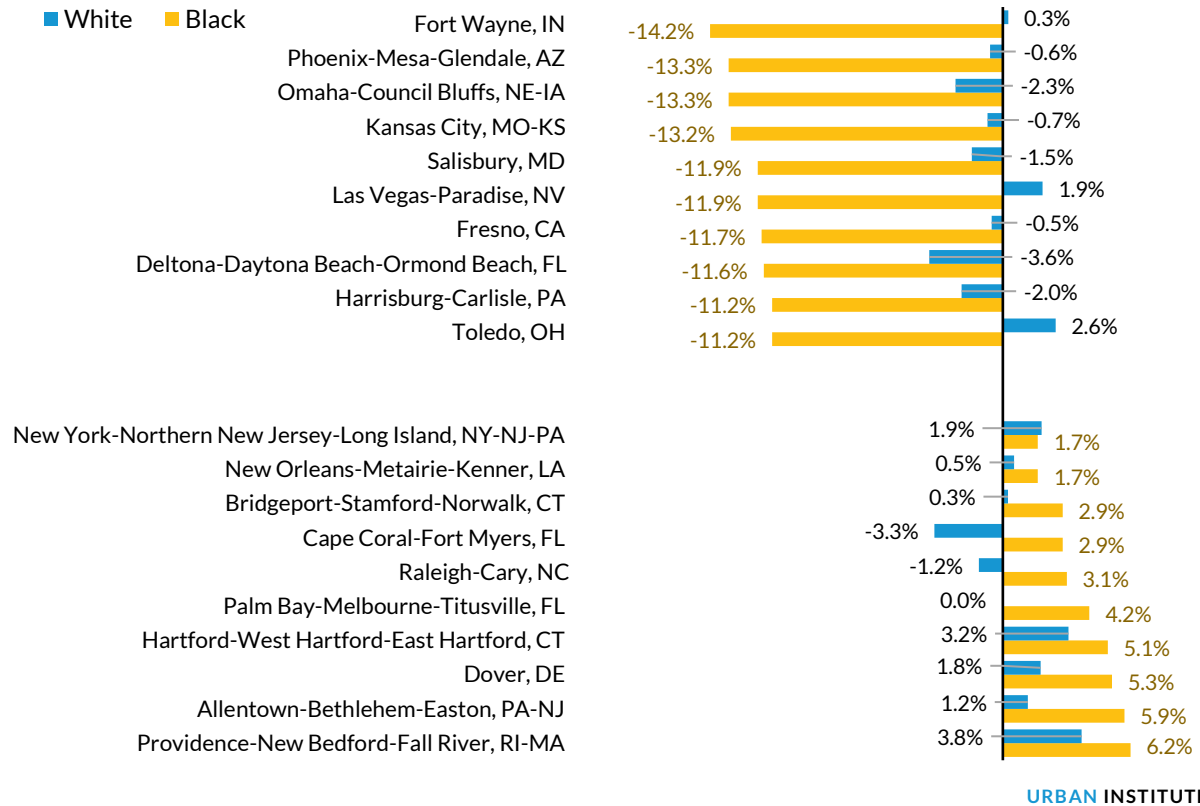 White Black
Fort Wayne, IN -14.2% 0.3%
Phoenix-Mesa-Glendale, AZ -13.3% -0.6%
Omaha-Council Bluffs, NE-IA -13.3% -2.3%
Kansas City, MO-KS -13.2% -0.7%
Salisbury, MD -11.9% -1.5%
Las Vegas-Paradise, NV -11.9% 1.9%
Fresno, CA -11.7% -0.5%
Deltona-Daytona Beach-Ormond Beach, FL -11.6% -3.6%
Harrisburg-Carlisle, PA -11.2% -2.0%
Toledo, OH -11.2% 2.6%
New York-Northern New Jersey-Long Island, NY-NJ-PA 1.9% 1.7%
New Orleans-Metairie-Kenner, LA 0.5% 1.7%
Bridgeport-Stamford-Norwalk, CT 0.3% 2.9%
Cape Coral-Fort Myers, FL -3.3% 2.9%
Raleigh-Cary, NC -1.2% 3.1%
Palm Bay-Melbourne-Titusville, FL 0.0% 4.2%
Hartford-West Hartford-East Hartford, CT 3.2% 5.1%
Dover, DE 1.8% 5.3%
Allentown-Bethlehem-Easton, PA-NJ 1.2% 5.9%
Providence-New Bedford-Fall River, RI-MA 3.8% 6.2%
URBAN INSTITUT